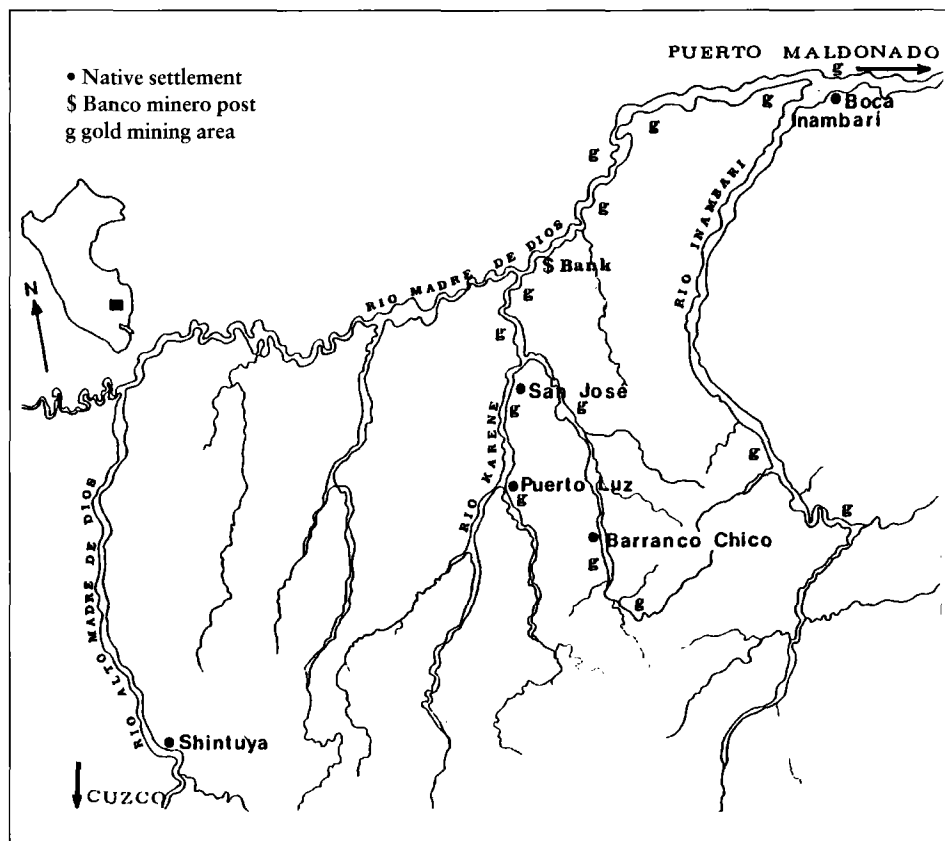 PUERTO MALDONADO
• Native settlement
$ Banco minero post
g gold mining area
g
g
g
Boca
Inambari
g
g
RIO INAMBARI
RIO MADRE DE DIOS
$ Bank
g
N
g
San José
g
g
RIO KARENE
g
Puerto Luz
g
g
Barranco Chico
g
g
RIO ALTO MADRE DE DIOS
Shintuya
CUZCO